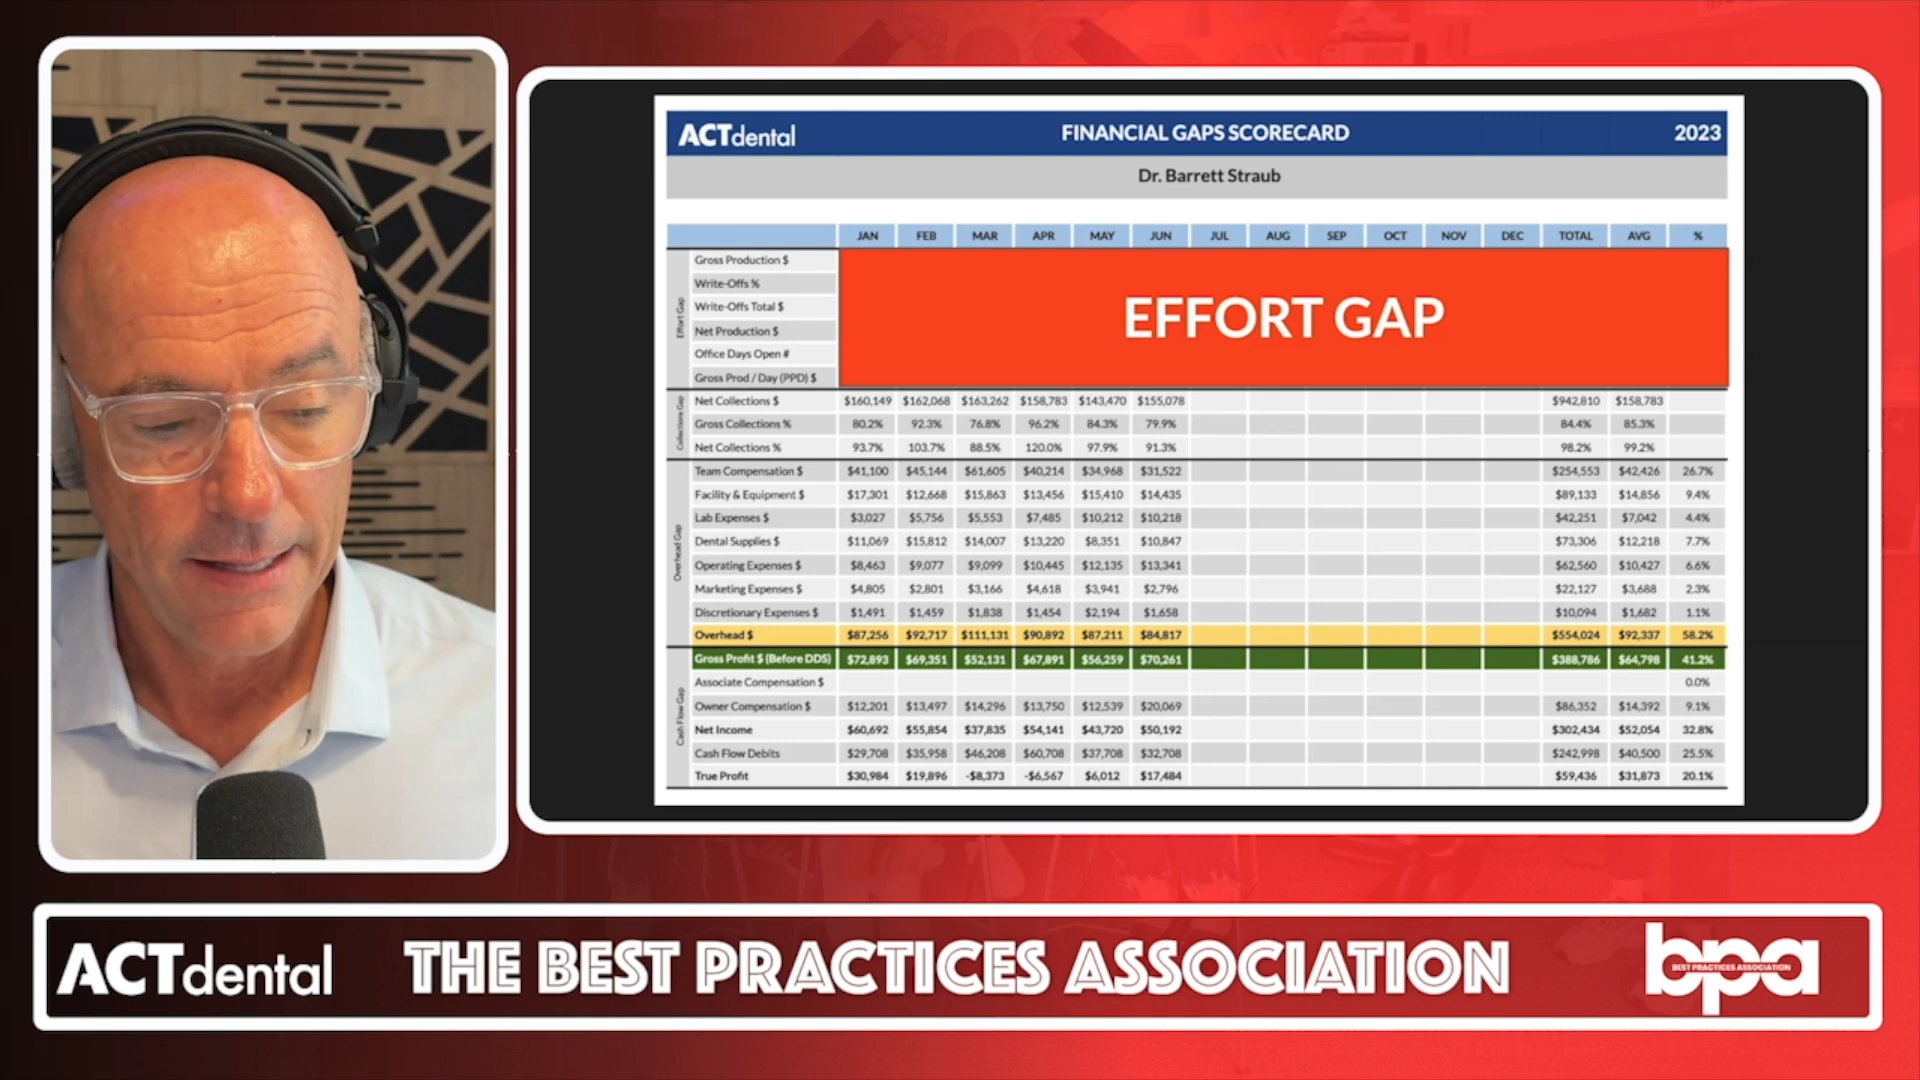 ACTdental FINANCIAL GAPS SCORECARD 2023
Dr. Barrett Straub
JAN FEB MAR APR MAY JUN JUL AUG SEP OCT NOV DEC TOTAL AVG %
Effort Gap
Gross Production $
Write-Offs %
Write-Offs Total $
Net Production $
Office Days Open #
Gross Prod / Day (PPD) $
EFFORT GAP
Collections Gap
Net Collections $ $160,149 $162,068 $163,262 $158,783 $143,470 $155,078 $942,810 $158,783
Gross Collections % 80.2% 92.3% 76.8% 96.2% 84.3% 79.9% 84.4% 85.3%
Net Collections % 93.7% 103.7% 88.5% 120.0% 97.9% 91.3% 98.2% 99.2%
Overhead Gap
Team Compensation $ $41,100 $45,144 $61,605 $40,214 $34,968 $31,522 $254,553 $42,426 26.7%
Facility & Equipment $ $17,301 $12,668 $15,863 $13,456 $15,410 $14,435 $89,133 $14,856 9.4%
Lab Expenses $ $3,027 $5,756 $5,553 $7,485 $10,212 $10,218 $42,251 $7,042 4.4%
Dental Supplies $ $11,069 $15,812 $14,007 $13,220 $8,351 $10,847 $73,306 $12,218 7.7%
Operating Expenses $ $8,463 $9,077 $9,099 $10,445 $12,135 $13,341 $62,560 $10,427 6.6%
Marketing Expenses $ $4,805 $2,801 $3,166 $4,618 $3,941 $2,796 $22,127 $3,688 2.3%
Discretionary Expenses $ $1,491 $1,459 $1,838 $1,454 $2,194 $1,658 $10,094 $1,682 1.1%
Overhead $ $87,256 $92,717 $111,131 $90,892 $87,211 $84,817 $554,024 $92,337 58.2%
Cash Flow Gap
Gross Profit $ (Before DDS) $72,893 $69,351 $52,131 $67,891 $56,259 $70,261 $388,786 $64,798 41.2%
Associate Compensation $ 0.0%
Owner Compensation $ $12,201 $13,497 $14,296 $13,750 $12,539 $20,069 $86,352 $14,392 9.1%
Net Income $60,692 $55,854 $37,835 $54,141 $43,720 $50,192 $302,434 $52,054 32.8%
Cash Flow Debits $29,708 $35,958 $46,208 $60,708 $37,708 $32,708 $242,998 $40,500 25.5%
True Profit $30,984 $19,896 -$8,373 -$6,567 $6,012 $17,484 $59,436 $31,873 20.1%
ACTdental THE BEST PRACTICES ASSOCIATION bpa
BEST PRACTICES ASSOCIATION